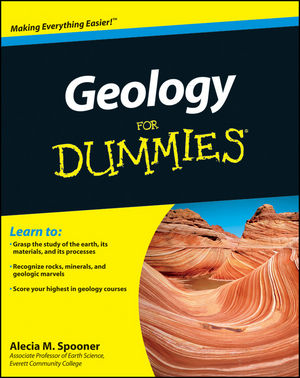 Making Everything Easier!™
Geology
FOR
DUMMIES®
Learn to:
• Grasp the study of the earth, its
materials, and its processes
• Recognize rocks, minerals, and
geologic marvels
• Score your highest in geology courses
Alecia M. Spooner
Associate Professor of Earth Science,
Everett Community College